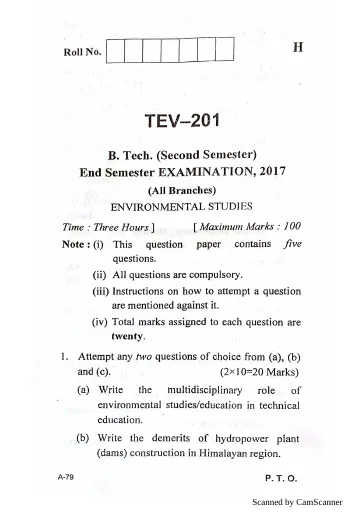 Roll No. H
TEV–201
B. Tech. (Second Semester)
End Semester EXAMINATION, 2017
(All Branches)
ENVIRONMENTAL STUDIES
Time : Three Hours ] [ Maximum Marks : 100
Note : (i) This question paper contains five
questions.
(ii) All questions are compulsory.
(iii) Instructions on how to attempt a question
are mentioned against it.
(iv) Total marks assigned to each question are
twenty.
1. Attempt any two questions of choice from (a), (b)
and (c). (2×10=20 Marks)
(a) Write the multidisciplinary role of
environmental studies/education in technical
education.
(b) Write the demerits of hydropower plant
(dams) construction in Himalayan region.
A-79 P. T. O.
Scanned by CamScanner